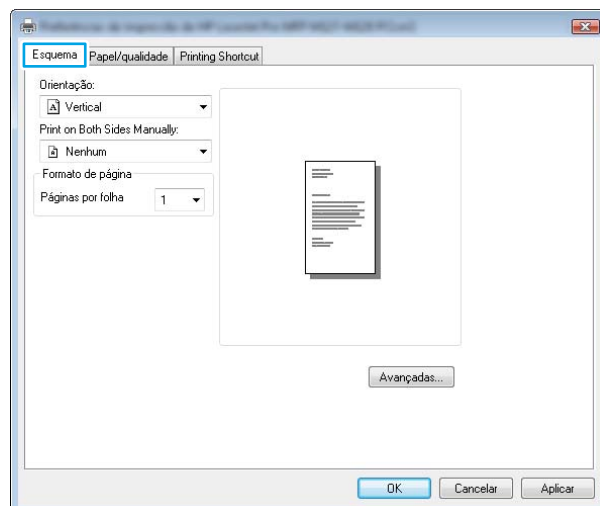 Esquema
Papel/qualidade
Printing Shortcut
Orientação:
Vertical
Print on Both Sides Manually:
Nenhum
Formato de página
Páginas por folha
1
Avançadas...
OK
Cancelar
Aplicar